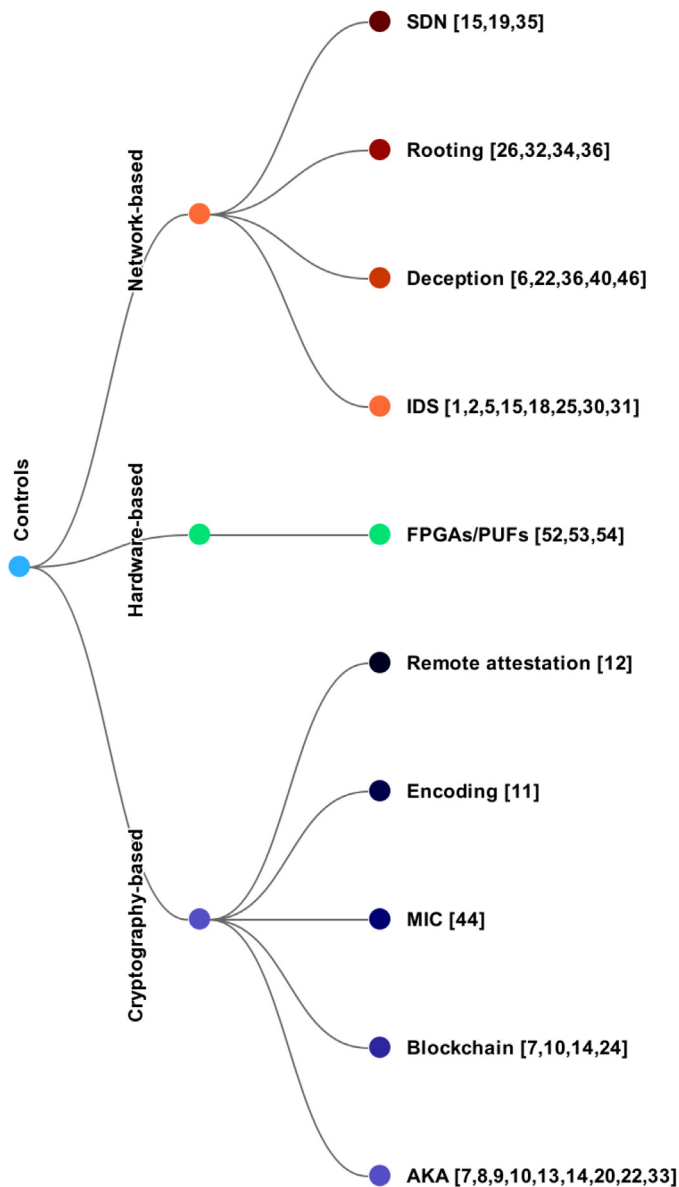 Controls
Network-based
SDN [15,19,35]
Rooting [26,32,34,36]
Deception [6,22,36,40,46]
IDS [1,2,5,15,18,25,30,31]
Hardware-based
FPGAs/PUFs [52,53,54]
Cryptography-based
Remote attestation [12]
Encoding [11]
MIC [44]
Blockchain [7,10,14,24]
AKA [7,8,9,10,13,14,20,22,33]